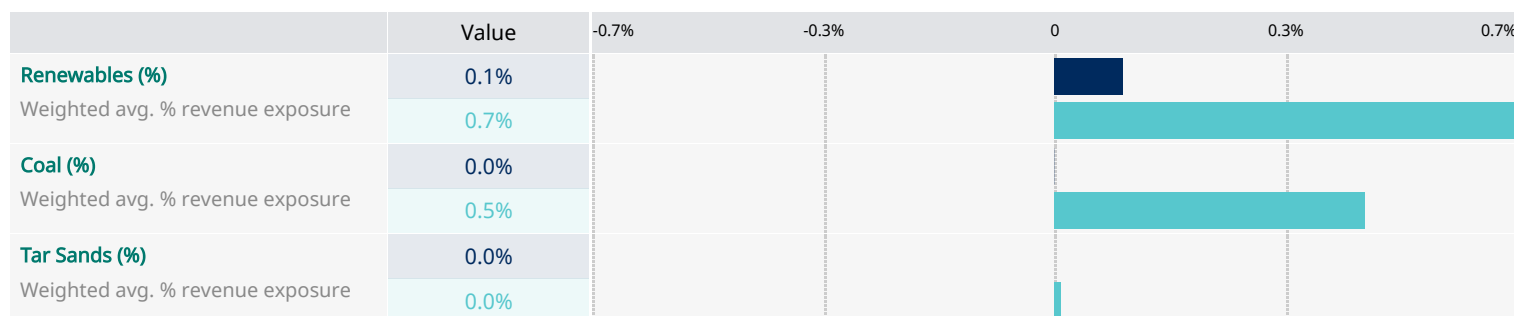 Value -0.7% -0.3% 0 0.3% 0.7%
Renewables (%) 0.1%
Weighted avg. % revenue exposure 0.7%
Coal (%) 0.0%
Weighted avg. % revenue exposure 0.5%
Tar Sands (%) 0.0%
Weighted avg. % revenue exposure 0.0%